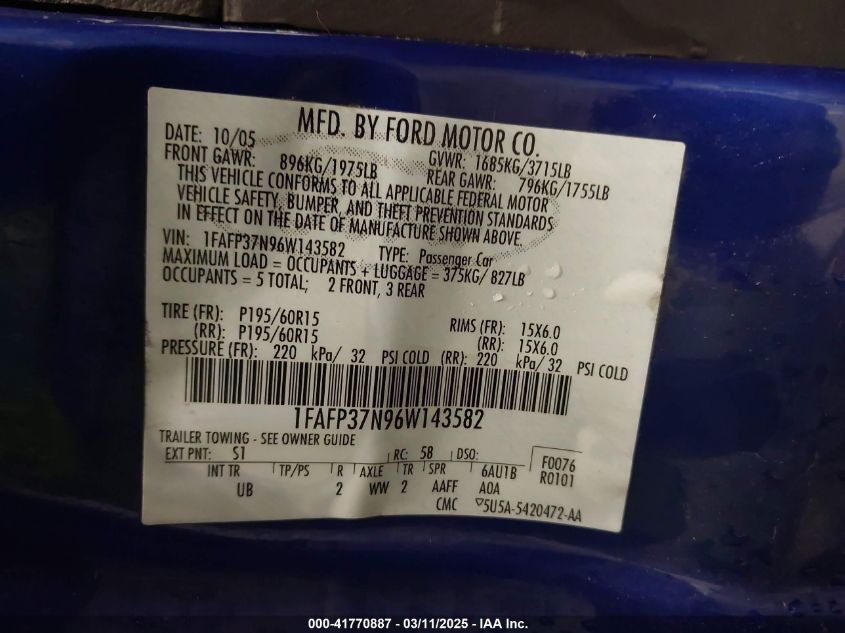 MFD. BY FORD MOTOR CO.
DATE: 10/05 GVWR: 1685KG/3715LB
FRONT GAWR: 896KG/1975LB REAR GAWR: 796KG/1755LB
THIS VEHICLE CONFORMS TO ALL APPLICABLE FEDERAL MOTOR
VEHICLE SAFETY, BUMPER, AND THEFT PREVENTION STANDARDS
IN EFFECT ON THE DATE OF MANUFACTURE SHOWN ABOVE
VIN: 1FAFP37N96W143582 TYPE: Passenger Car
MAXIMUM LOAD = OCCUPANTS + LUGGAGE = 375KG/ 827LB
OCCUPANTS = 5 TOTAL; 2 FRONT, 3 REAR
TIRE (FR): P195/60R15 RIMS (FR): 15X6.0
(RR): P195/60R15 (RR): 15X6.0
PRESSURE (FR): 220 kPa/ 32 PSI COLD (RR): 220 kPa/ 32 PSI COLD
1FAFP37N96W143582
TRAILER TOWING - SEE OWNER GUIDE
EXT PNT: S1 RC: 58 DSO: F0076
INT TR TP/PS R AXLE TR SPR 6AU1B R0101
UB 2 WW 2 AAFF A0A
CMC ▽5U5A-5420472-AA
000-41770887 - 03/11/2025 - IAA Inc.